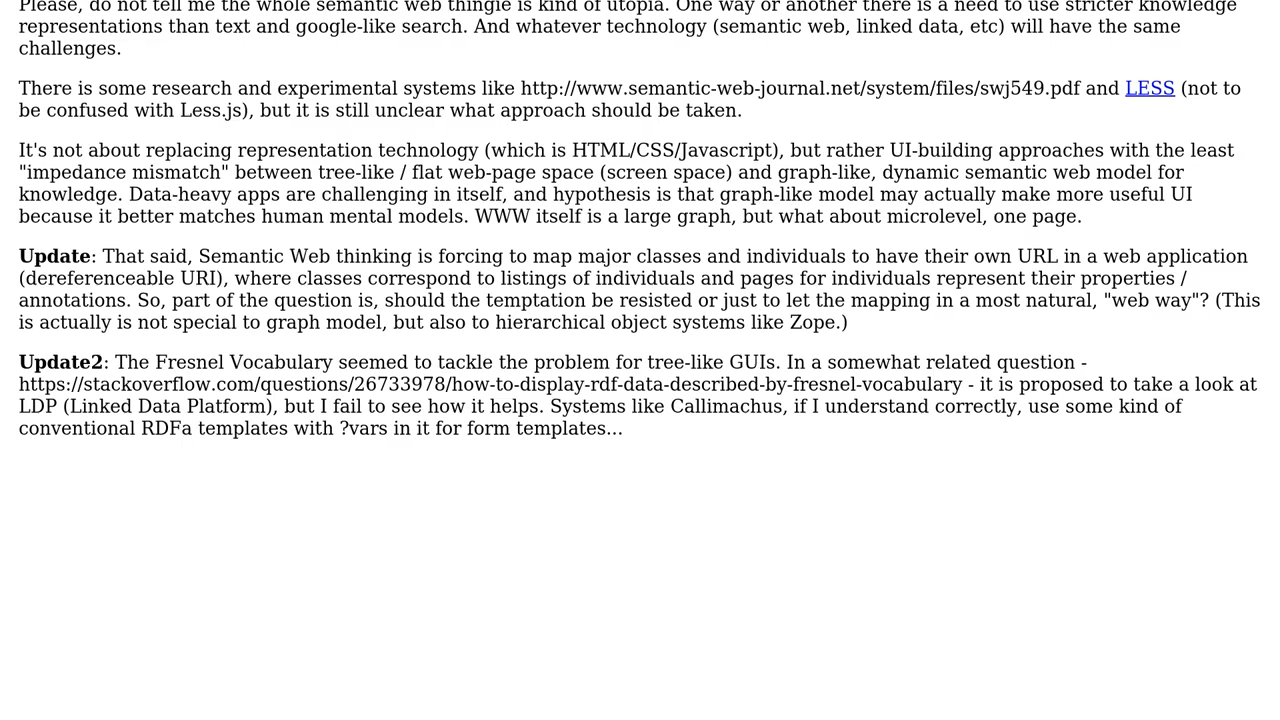 Please, do not tell me the whole semantic web thingie is kind of utopia. One way or another there is a need to use stricter knowledge
representations than text and google-like search. And whatever technology (semantic web, linked data, etc) will have the same
challenges.
There is some research and experimental systems like http://www.semantic-web-journal.net/system/files/swj549.pdf and LESS (not to
be confused with Less.js), but it is still unclear what approach should be taken.
It's not about replacing representation technology (which is HTML/CSS/Javascript), but rather UI-building approaches with the least
"impedance mismatch" between tree-like / flat web-page space (screen space) and graph-like, dynamic semantic web model for
knowledge. Data-heavy apps are challenging in itself, and hypothesis is that graph-like model may actually make more useful UI
because it better matches human mental models. WWW itself is a large graph, but what about microlevel, one page.
Update: That said, Semantic Web thinking is forcing to map major classes and individuals to have their own URL in a web application
(dereferenceable URI), where classes correspond to listings of individuals and pages for individuals represent their properties /
annotations. So, part of the question is, should the temptation be resisted or just to let the mapping in a most natural, "web way"? (This
is actually is not special to graph model, but also to hierarchical object systems like Zope.)
Update2: The Fresnel Vocabulary seemed to tackle the problem for tree-like GUIs. In a somewhat related question -
https://stackoverflow.com/questions/26733978/how-to-display-rdf-data-described-by-fresnel-vocabulary - it is proposed to take a look at
LDP (Linked Data Platform), but I fail to see how it helps. Systems like Callimachus, if I understand correctly, use some kind of
conventional RDFa templates with ?vars in it for form templates...